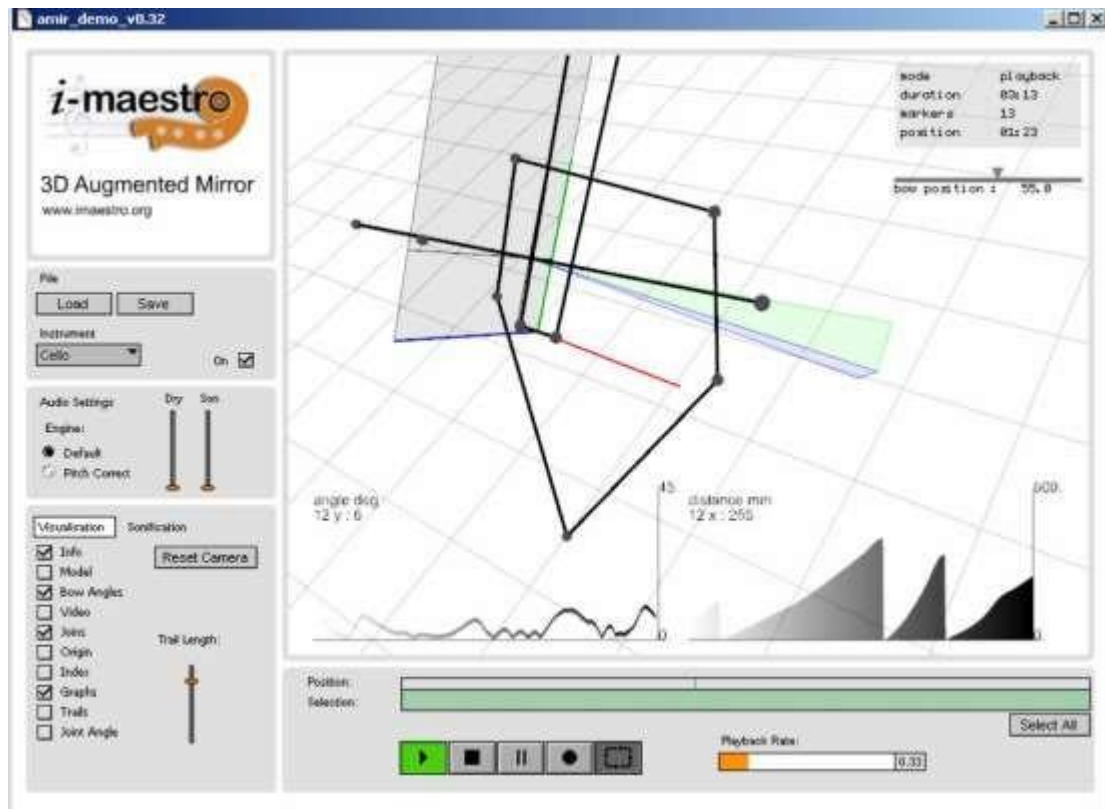 amir_demo_v0.32
i-maestro
3D Augmented Mirror
www.imaestro.org
File
Load Save
Instrument
Cello
On
Audio Settings Dry Son
Engine:
Default
Pitch Correct
Visualisation Sonification
Info
Reset Camera
Model
Bow Angles
Video
Joins
Origin
Trail Length:
Index
Graphs
Trails
Joint Angle
mode playback
duration 03:13
markers 13
position 01:23
bow position : 55.0
angle deg
12 y : 6
45.
0
distance mm
12 x : 255
600.
0
Position:
Selection:
Select All
Playback Rate:
0.33